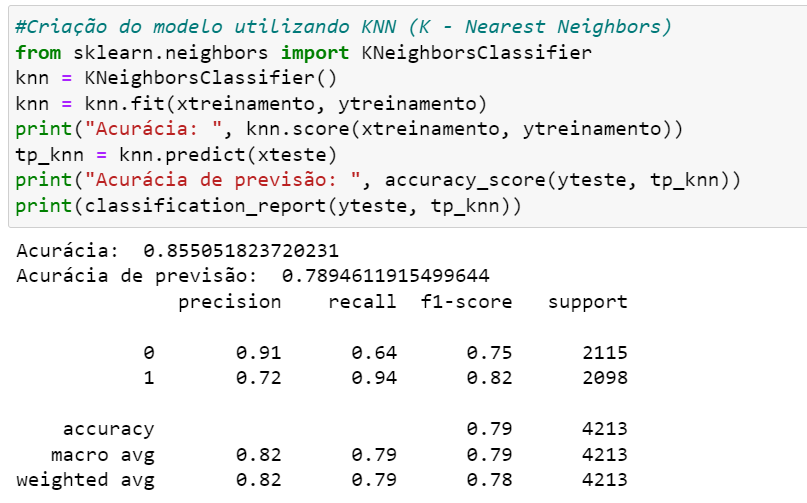 #Criação do modelo utilizando KNN (K - Nearest Neighbors)
from sklearn.neighbors import KNeighborsClassifier
knn = KNeighborsClassifier()
knn = knn.fit(xtreinamento, ytreinamento)
print("Acurácia: ", knn.score(xtreinamento, ytreinamento))
tp_knn = knn.predict(xteste)
print("Acurácia de previsão: ", accuracy_score(yteste, tp_knn))
print(classification_report(yteste, tp_knn))
Acurácia:  0.855051823720231
Acurácia de previsão:  0.7894611915499644
              precision    recall  f1-score   support
           0       0.91      0.64      0.75      2115
           1       0.72      0.94      0.82      2098
    accuracy                           0.79      4213
   macro avg       0.82      0.79      0.79      4213
weighted avg       0.82      0.79      0.78      4213